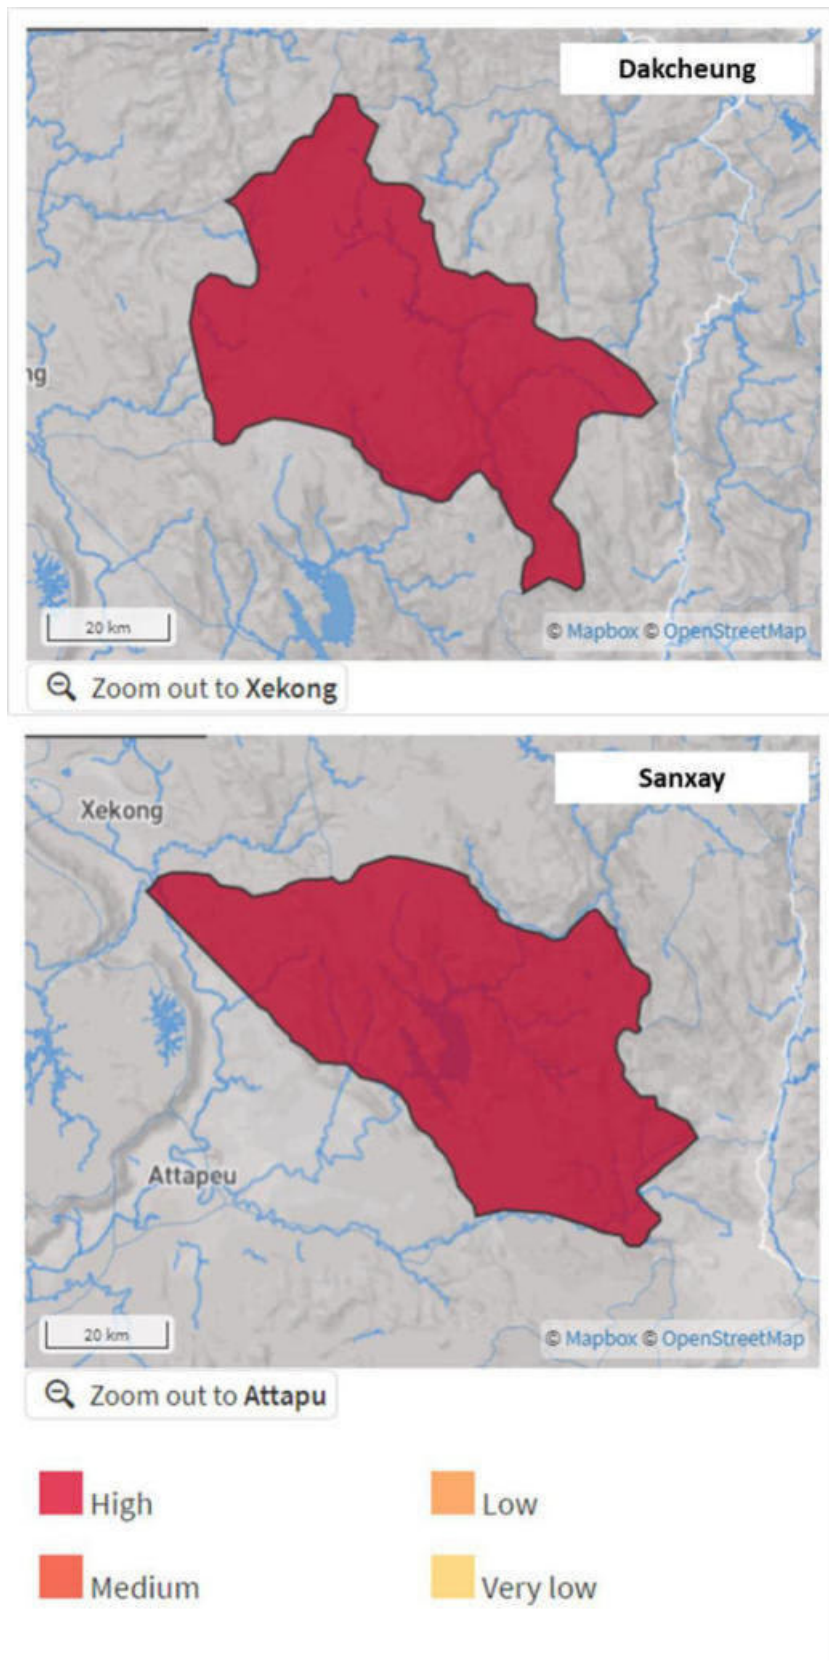 Dakcheung
ng
20 km
© Mapbox © OpenStreetMap
Zoom out to Xekong
Sanxay
Xekong
Attapeu
20 km
© Mapbox © OpenStreetMap
Zoom out to Attapu
High
Low
Medium
Very low